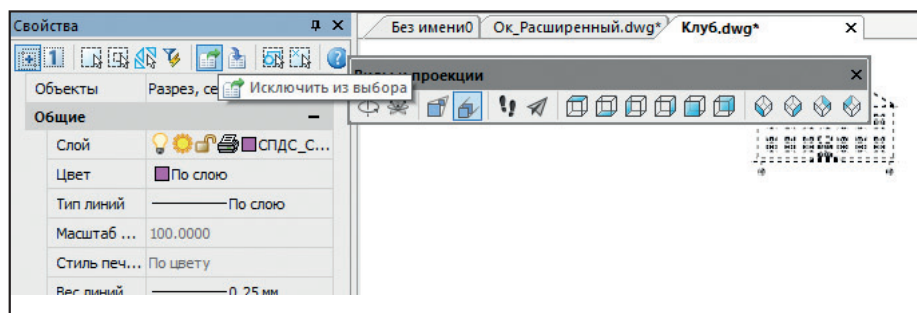 Свойства
Без имени0 Ок_Расширенный.dwg* Клуб.dwg*
1
проекции
Исключить из выбора
Объекты Разрез, се
Общие
Слой СПДС_С...
Цвет По слою
Тип линий По слою
Масштаб ... 100.0000
Стиль печ... По цвету
Вес линий 0.25 мм